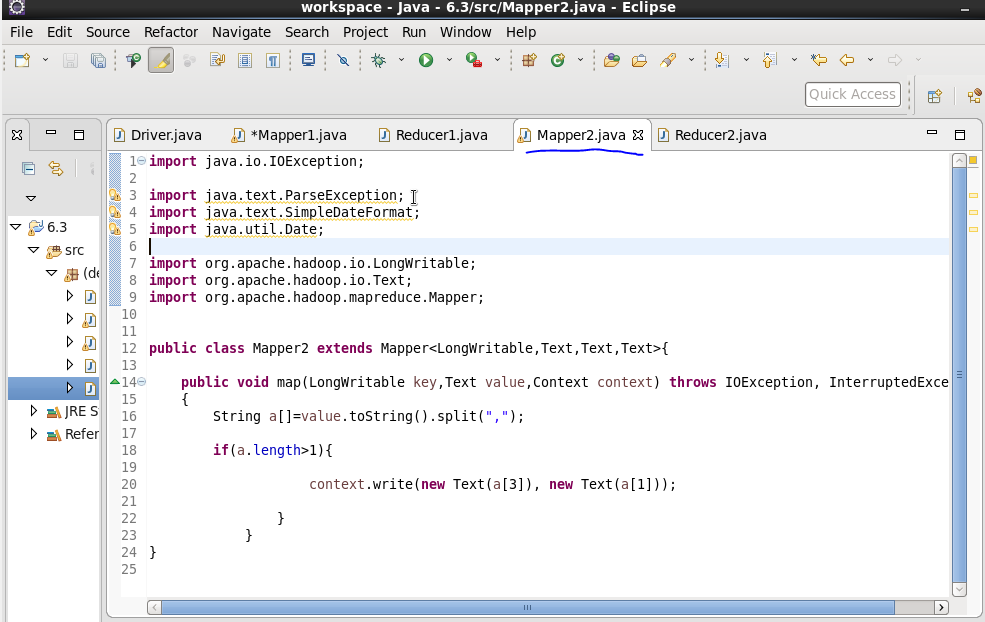 workspace - Java - 6.3/src/Mapper2.java - Eclipse
File Edit Source Refactor Navigate Search Project Run Window Help
Quick Access
Driver.java *Mapper1.java Reducer1.java Mapper2.java Reducer2.java
6.3
src
(de
JRE S
Refer
1 import java.io.IOException;
2
3 import java.text.ParseException;
4 import java.text.SimpleDateFormat;
5 import java.util.Date;
6
7 import org.apache.hadoop.io.LongWritable;
8 import org.apache.hadoop.io.Text;
9 import org.apache.hadoop.mapreduce.Mapper;
10
11
12 public class Mapper2 extends Mapper<LongWritable,Text,Text,Text>{
13
14 public void map(LongWritable key,Text value,Context context) throws IOException, InterruptedExce
15 {
16 String a[]=value.toString().split(",");
17
18 if(a.length>1){
19
20 context.write(new Text(a[3]), new Text(a[1]));
21
22 }
23 }
24 }
25